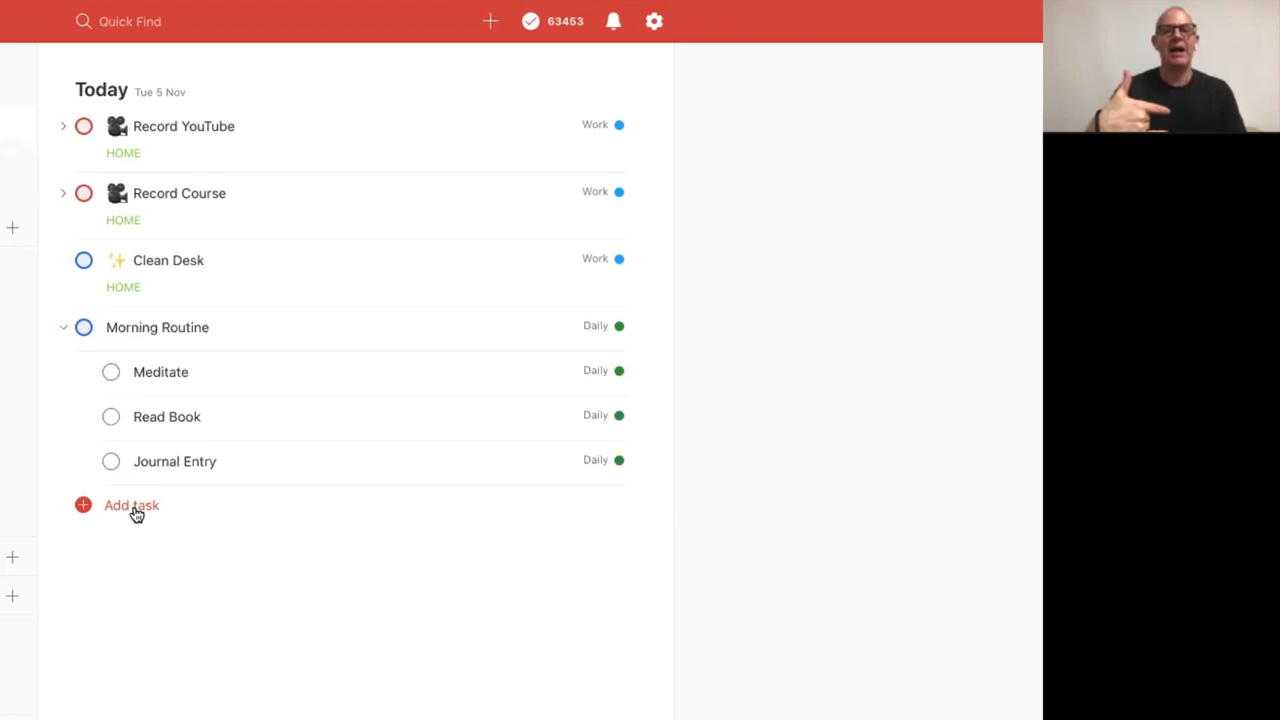 Quick Find
63453
Today Tue 5 Nov
Record YouTube Work
HOME
Record Course Work
HOME
Clean Desk Work
HOME
Morning Routine Daily
Meditate Daily
Read Book Daily
Journal Entry Daily
Add task